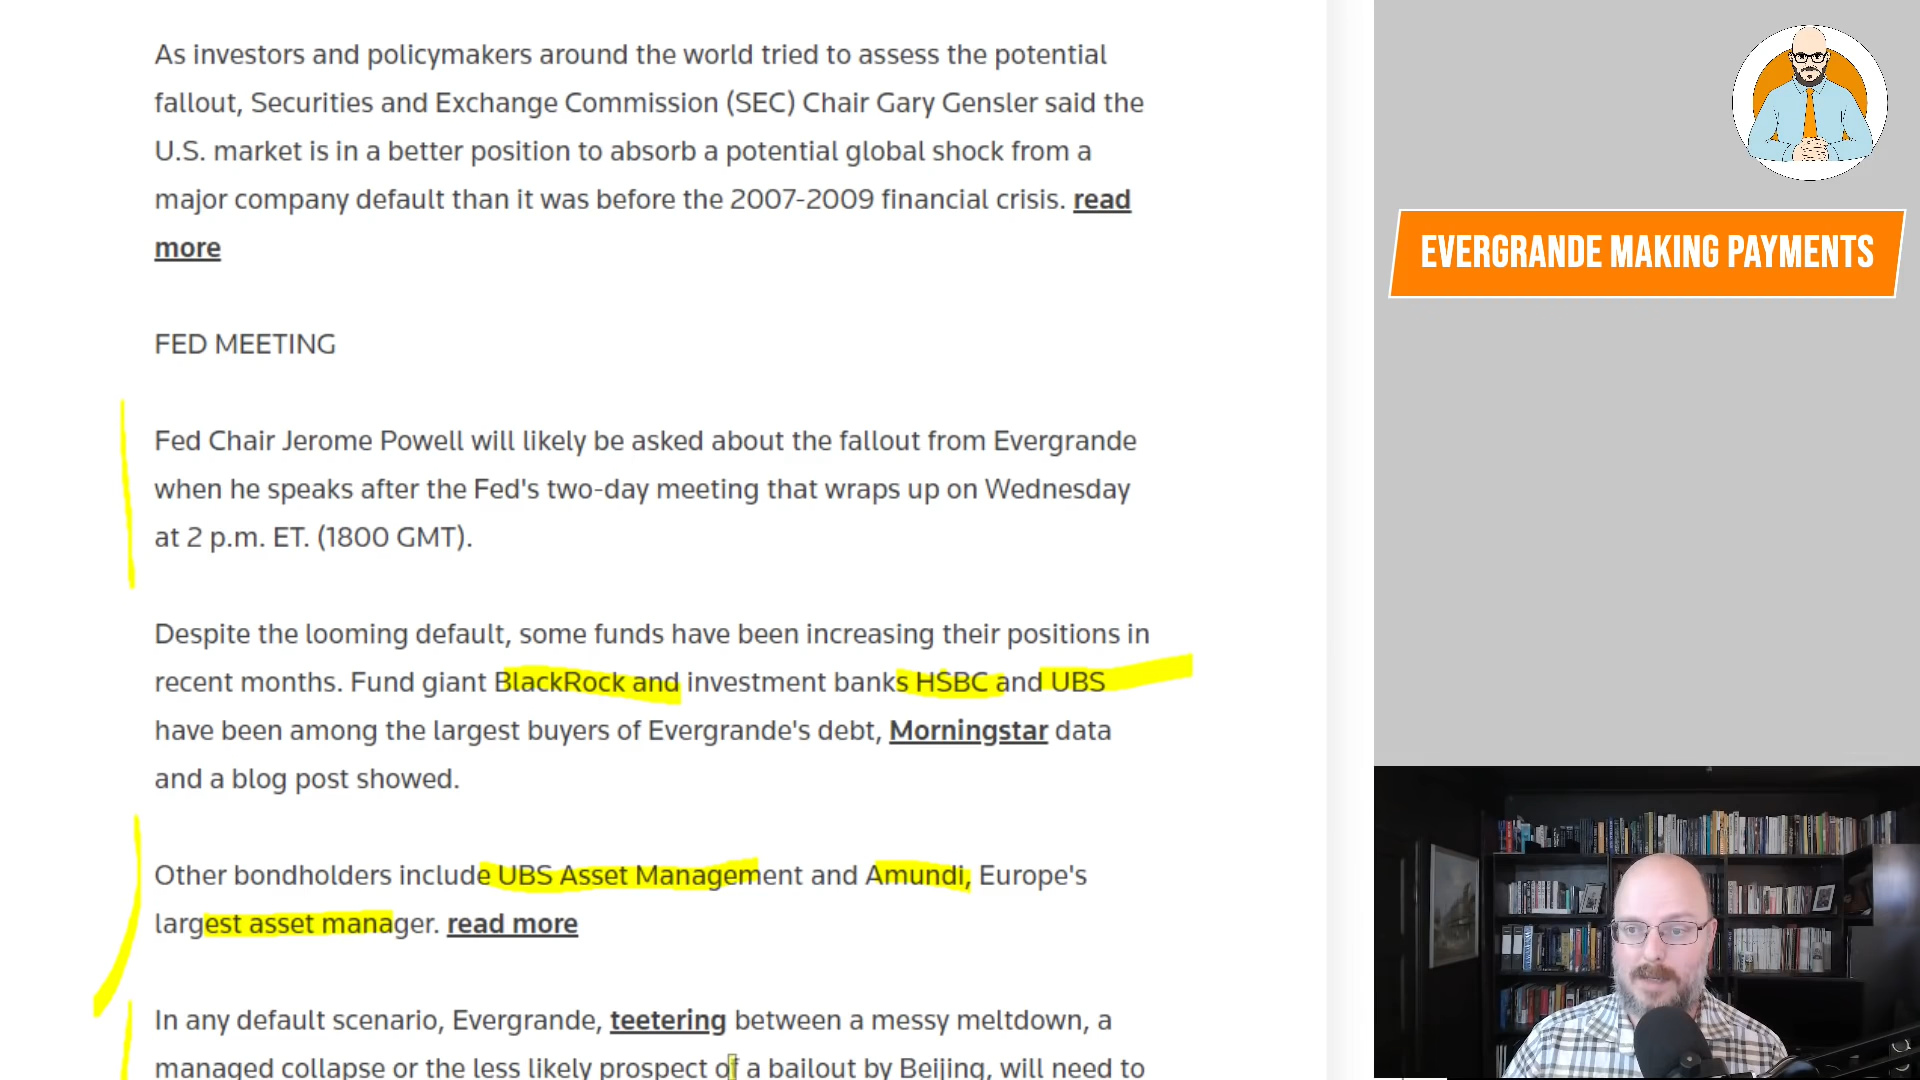 As investors and policymakers around the world tried to assess the potential
fallout, Securities and Exchange Commission (SEC) Chair Gary Gensler said the
U.S. market is in a better position to absorb a potential global shock from a
major company default than it was before the 2007-2009 financial crisis. read
more
FED MEETING
Fed Chair Jerome Powell will likely be asked about the fallout from Evergrande
when he speaks after the Fed's two-day meeting that wraps up on Wednesday
at 2 p.m. ET. (1800 GMT).
Despite the looming default, some funds have been increasing their positions in
recent months. Fund giant BlackRock and investment banks HSBC and UBS
have been among the largest buyers of Evergrande's debt, Morningstar data
and a blog post showed.
Other bondholders include UBS Asset Management and Amundi, Europe's
largest asset manager. read more
In any default scenario, Evergrande, teetering between a messy meltdown, a
managed collapse or the less likely prospect of a bailout by Beijing, will need to
EVERGRANDE MAKING PAYMENTS